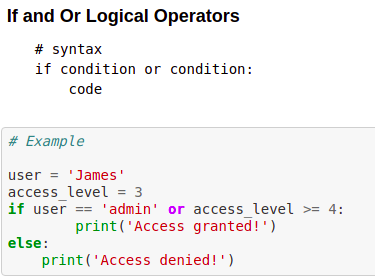 If and Or Logical Operators
# syntax
if condition or condition:
    code
# Example
user = 'James'
access_level = 3
if user == 'admin' or access_level >= 4:
        print('Access granted!')
else:
    print('Access denied!')